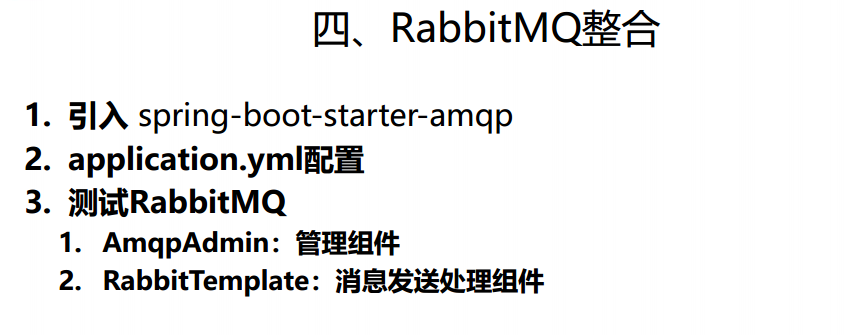 四、RabbitMQ整合
1. 引入 spring-boot-starter-amqp
2. application.yml配置
3. 测试RabbitMQ
1. AmqpAdmin：管理组件
2. RabbitTemplate：消息发送处理组件